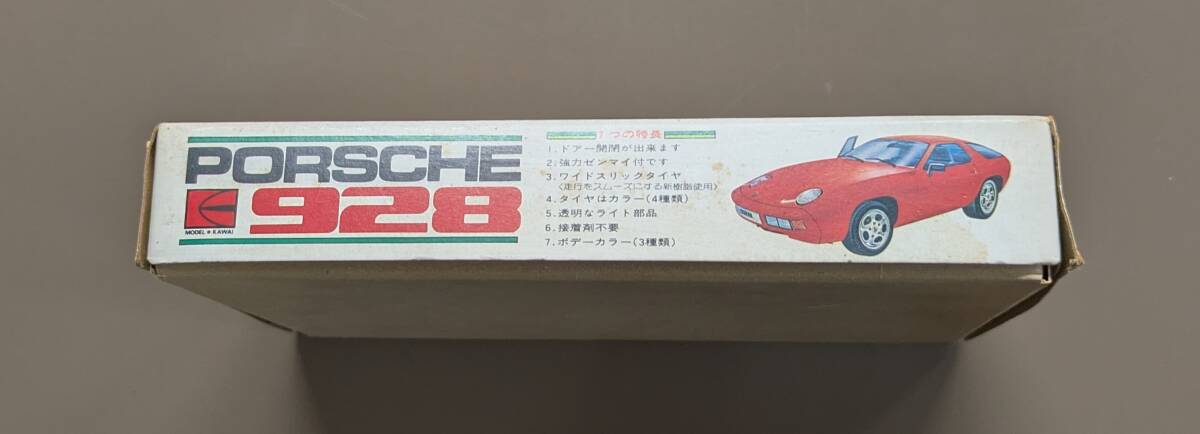 PORSCHE
928
MODEL KAWAI
7つの特長
1. ドアー開閉が出来ます
2. 強力ゼンマイ付です
3. ワイドスリックタイヤ
〈走行をスムーズにする新樹脂使用〉
4. タイヤはカラー(4種類)
5. 透明なライト部品
6. 接着剤不要
7. ボデーカラー(3種類)